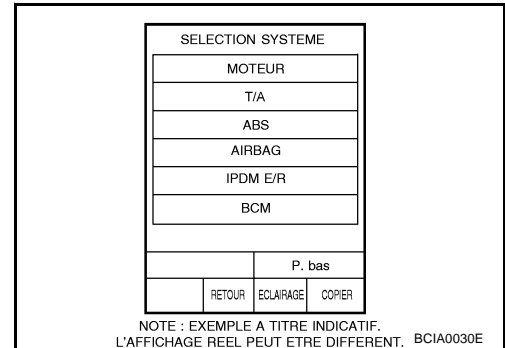 SELECTION SYSTEME
MOTEUR
T/A
ABS
AIRBAG
IPDM E/R
BCM
P. bas
RETOUR ECLAIRAGE COPIER
NOTE : EXEMPLE A TITRE INDICATIF.
L'AFFICHAGE REEL PEUT ETRE DIFFERENT. BCIA0030E